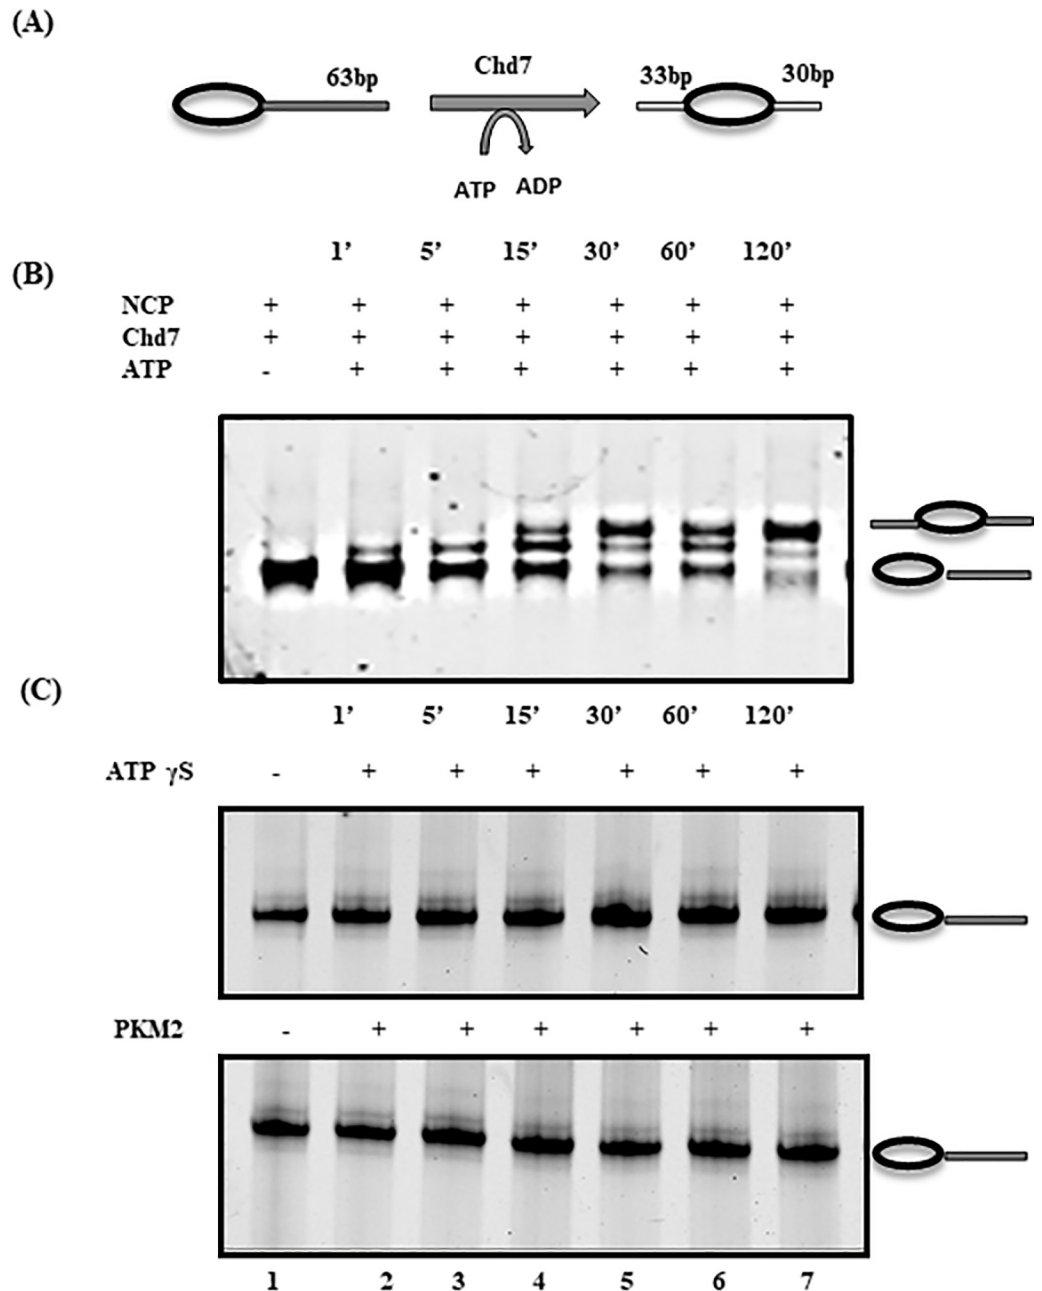 (A)
63bp Chd7 33bp 30bp
ATP ADP
1’ 5’ 15’ 30’ 60’ 120’
(B)
NCP + + + + + + +
Chd7 + + + + + + +
ATP - + + + + + +
(C)
1’ 5’ 15’ 30’ 60’ 120’
ATP γS - + + + + + +
PKM2 - + + + + + +
1 2 3 4 5 6 7